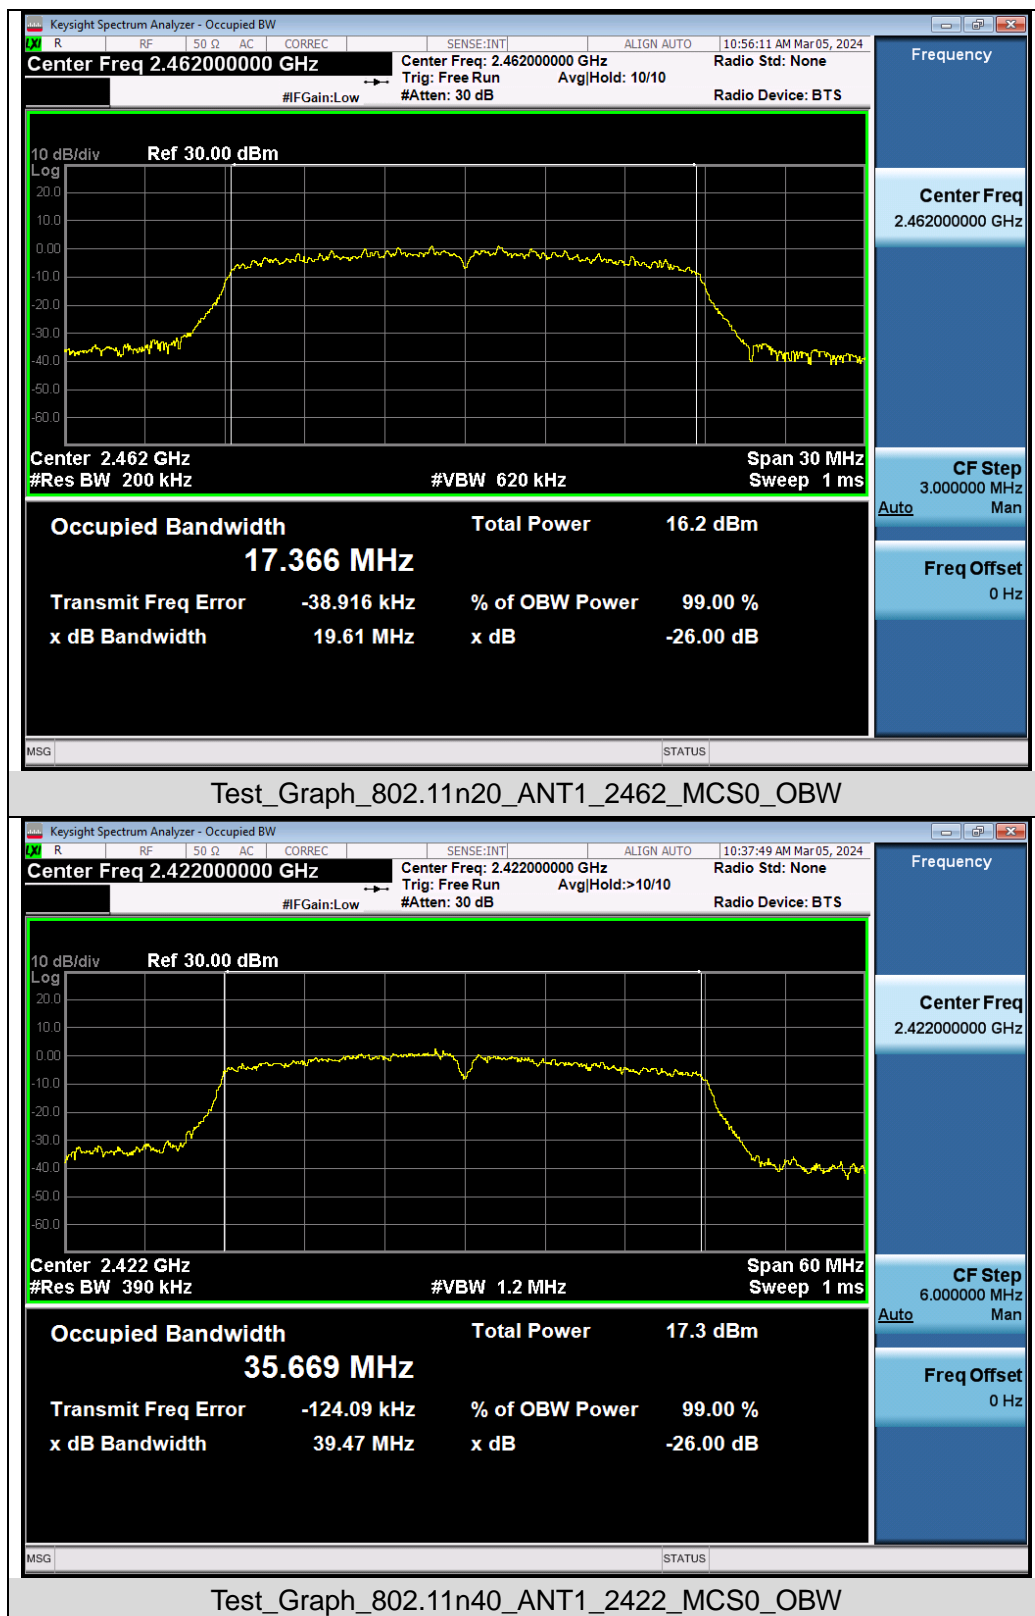 Keysight Spectrum Analyzer - Occupied BW
LXI R RF 50 Ω AC CORREC SENSE:INT ALIGN AUTO 10:56:11 AM Mar 05, 2024
Center Freq 2.462000000 GHz
Center Freq: 2.462000000 GHz
Radio Std: None
Trig: Free Run Avg|Hold: 10/10
#IFGain:Low
#Atten: 30 dB
Radio Device: BTS
Frequency
10 dB/div Ref 30.00 dBm
Log
20.0
10.0
0.00
-10.0
-20.0
-30.0
-40.0
-50.0
-60.0
Center Freq
2.462000000 GHz
Center 2.462 GHz Span 30 MHz
#Res BW 200 kHz #VBW 620 kHz Sweep 1 ms
CF Step
3.000000 MHz
Auto Man
Freq Offset
0 Hz
Occupied Bandwidth Total Power 16.2 dBm
17.366 MHz
Transmit Freq Error -38.916 kHz % of OBW Power 99.00 %
x dB Bandwidth 19.61 MHz x dB -26.00 dB
MSG STATUS
Test_Graph_802.11n20_ANT1_2462_MCS0_OBW
Keysight Spectrum Analyzer - Occupied BW
LXI R RF 50 Ω AC CORREC SENSE:INT ALIGN AUTO 10:37:49 AM Mar 05, 2024
Center Freq 2.422000000 GHz
Center Freq: 2.422000000 GHz
Radio Std: None
Trig: Free Run Avg|Hold:>10/10
#IFGain:Low
#Atten: 30 dB
Radio Device: BTS
Frequency
10 dB/div Ref 30.00 dBm
Log
20.0
10.0
0.00
-10.0
-20.0
-30.0
-40.0
-50.0
-60.0
Center Freq
2.422000000 GHz
Center 2.422 GHz Span 60 MHz
#Res BW 390 kHz #VBW 1.2 MHz Sweep 1 ms
CF Step
6.000000 MHz
Auto Man
Freq Offset
0 Hz
Occupied Bandwidth Total Power 17.3 dBm
35.669 MHz
Transmit Freq Error -124.09 kHz % of OBW Power 99.00 %
x dB Bandwidth 39.47 MHz x dB -26.00 dB
MSG STATUS
Test_Graph_802.11n40_ANT1_2422_MCS0_OBW